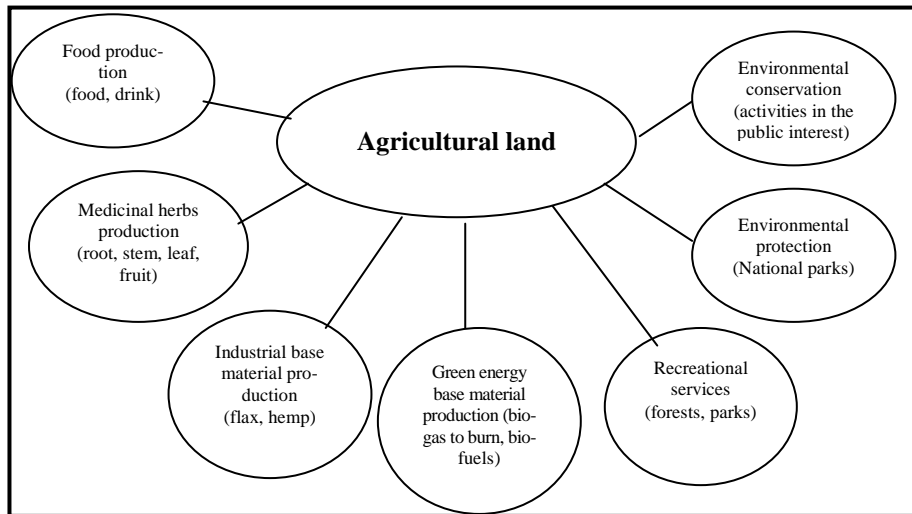 Food produc-
tion
(food, drink)
Agricultural land
Environmental
conservation
(activities in the
public interest)
Medicinal herbs
production
(root, stem, leaf,
fruit)
Environmental
protection
(National parks)
Industrial base
material pro-
duction
(flax, hemp)
Green energy
base material
production (bio-
gas to burn, bio-
fuels)
Recreational
services
(forests, parks)